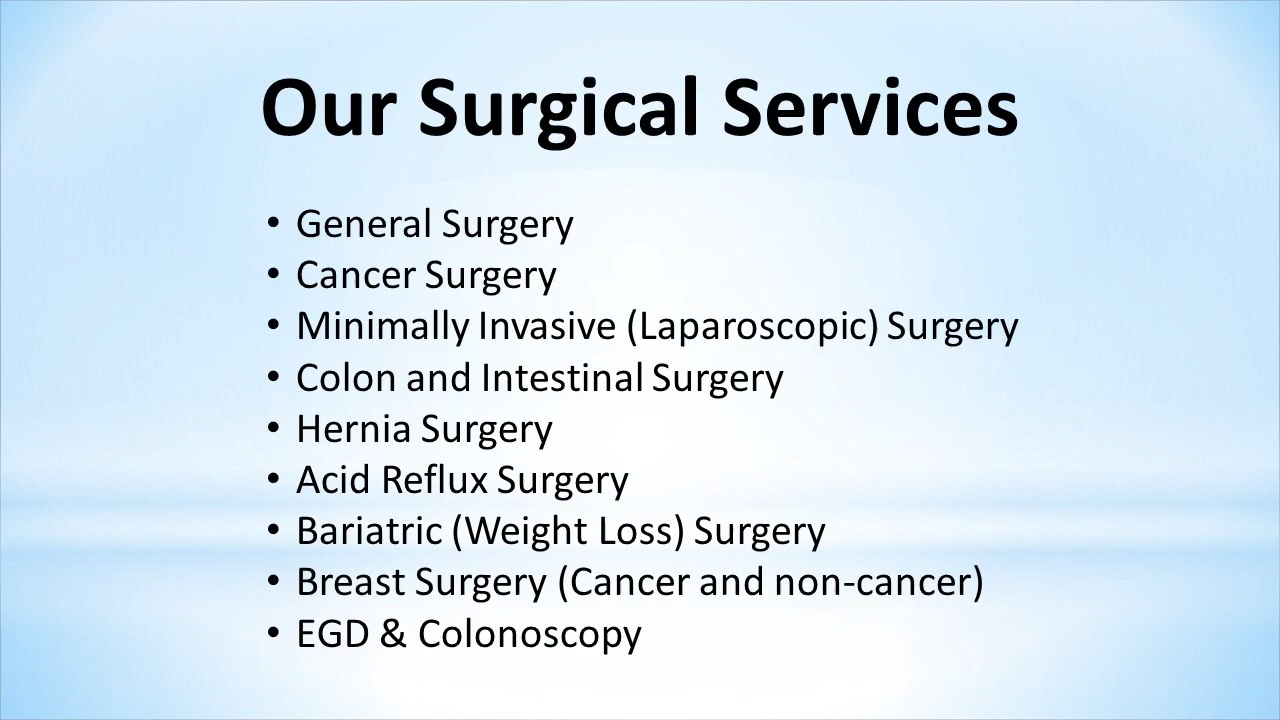 Our Surgical Services
• General Surgery
• Cancer Surgery
• Minimally Invasive (Laparoscopic) Surgery
• Colon and Intestinal Surgery
• Hernia Surgery
• Acid Reflux Surgery
• Bariatric (Weight Loss) Surgery
• Breast Surgery (Cancer and non-cancer)
• EGD & Colonoscopy